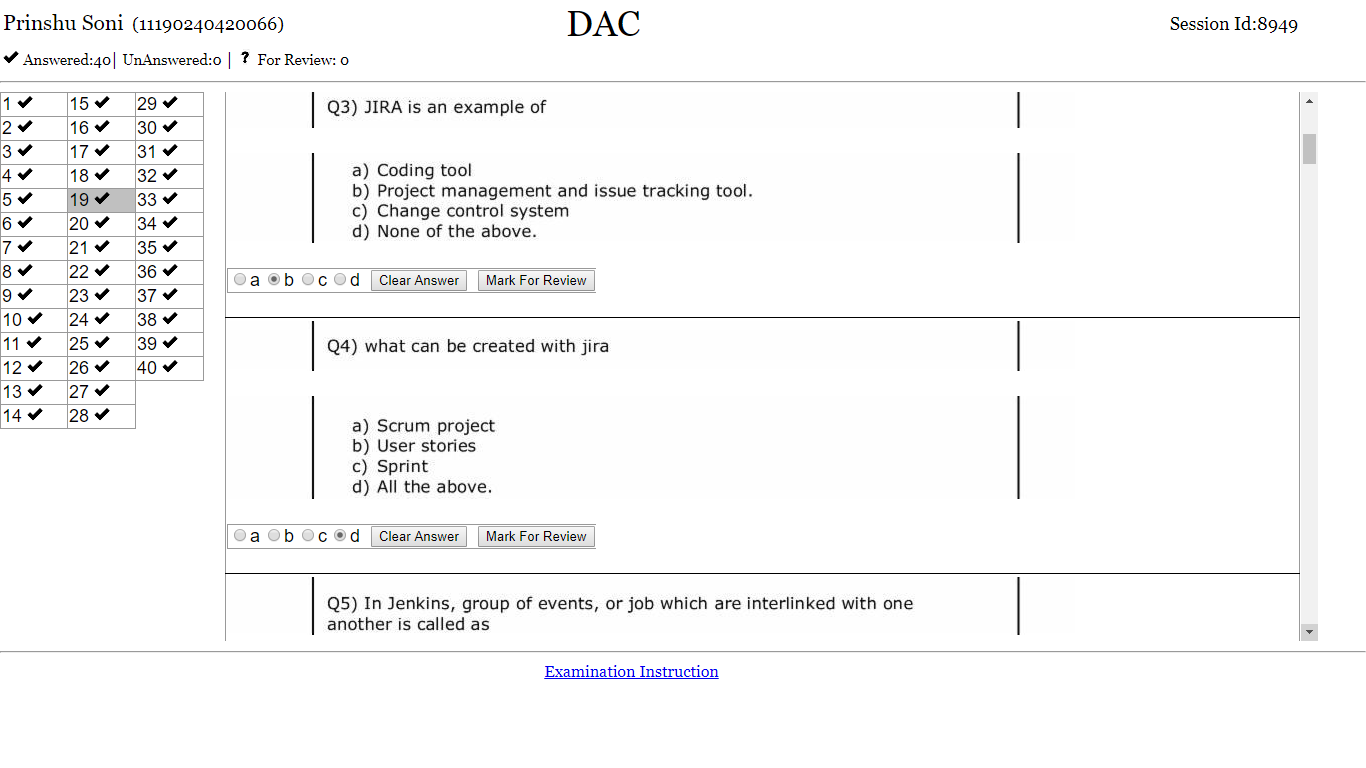 Prinshu Soni (11190240420066) DAC Session Id:8949
✔ Answered:40| UnAnswered:0 | ? For Review: 0
1 ✔ 15 ✔ 29 ✔
2 ✔ 16 ✔ 30 ✔
3 ✔ 17 ✔ 31 ✔
4 ✔ 18 ✔ 32 ✔
5 ✔ 19 ✔ 33 ✔
6 ✔ 20 ✔ 34 ✔
7 ✔ 21 ✔ 35 ✔
8 ✔ 22 ✔ 36 ✔
9 ✔ 23 ✔ 37 ✔
10 ✔ 24 ✔ 38 ✔
11 ✔ 25 ✔ 39 ✔
12 ✔ 26 ✔ 40 ✔
13 ✔ 27 ✔
14 ✔ 28 ✔
Q3) JIRA is an example of
a) Coding tool
b) Project management and issue tracking tool.
c) Change control system
d) None of the above.
a b c d Clear Answer Mark For Review
Q4) what can be created with jira
a) Scrum project
b) User stories
c) Sprint
d) All the above.
a b c d Clear Answer Mark For Review
Q5) In Jenkins, group of events, or job which are interlinked with one
another is called as
Examination Instruction